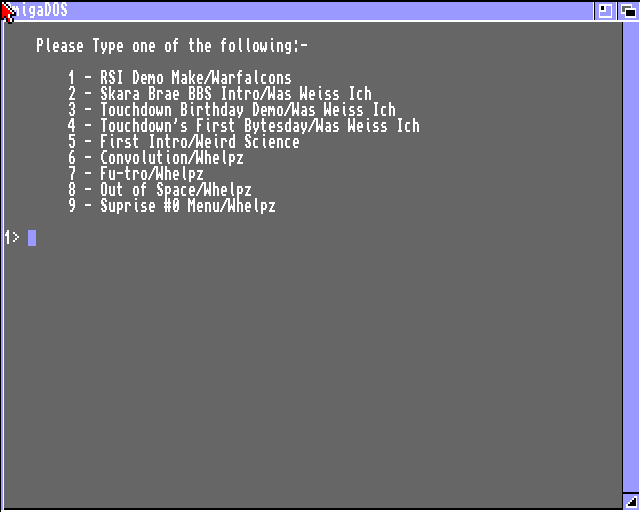 migaDOS
Please Type one of the following:-
1 - RSI Demo Make/Warfalcons
2 - Skara Brae BBS Intro/Was Weiss Ich
3 - Touchdown Birthday Demo/Was Weiss Ich
4 - Touchdown's First Bytesday/Was Weiss Ich
5 - First Intro/Weird Science
6 - Convolution/Whelpz
7 - Fu-tro/Whelpz
8 - Out of Space/Whelpz
9 - Suprise #0 Menu/Whelpz
1>